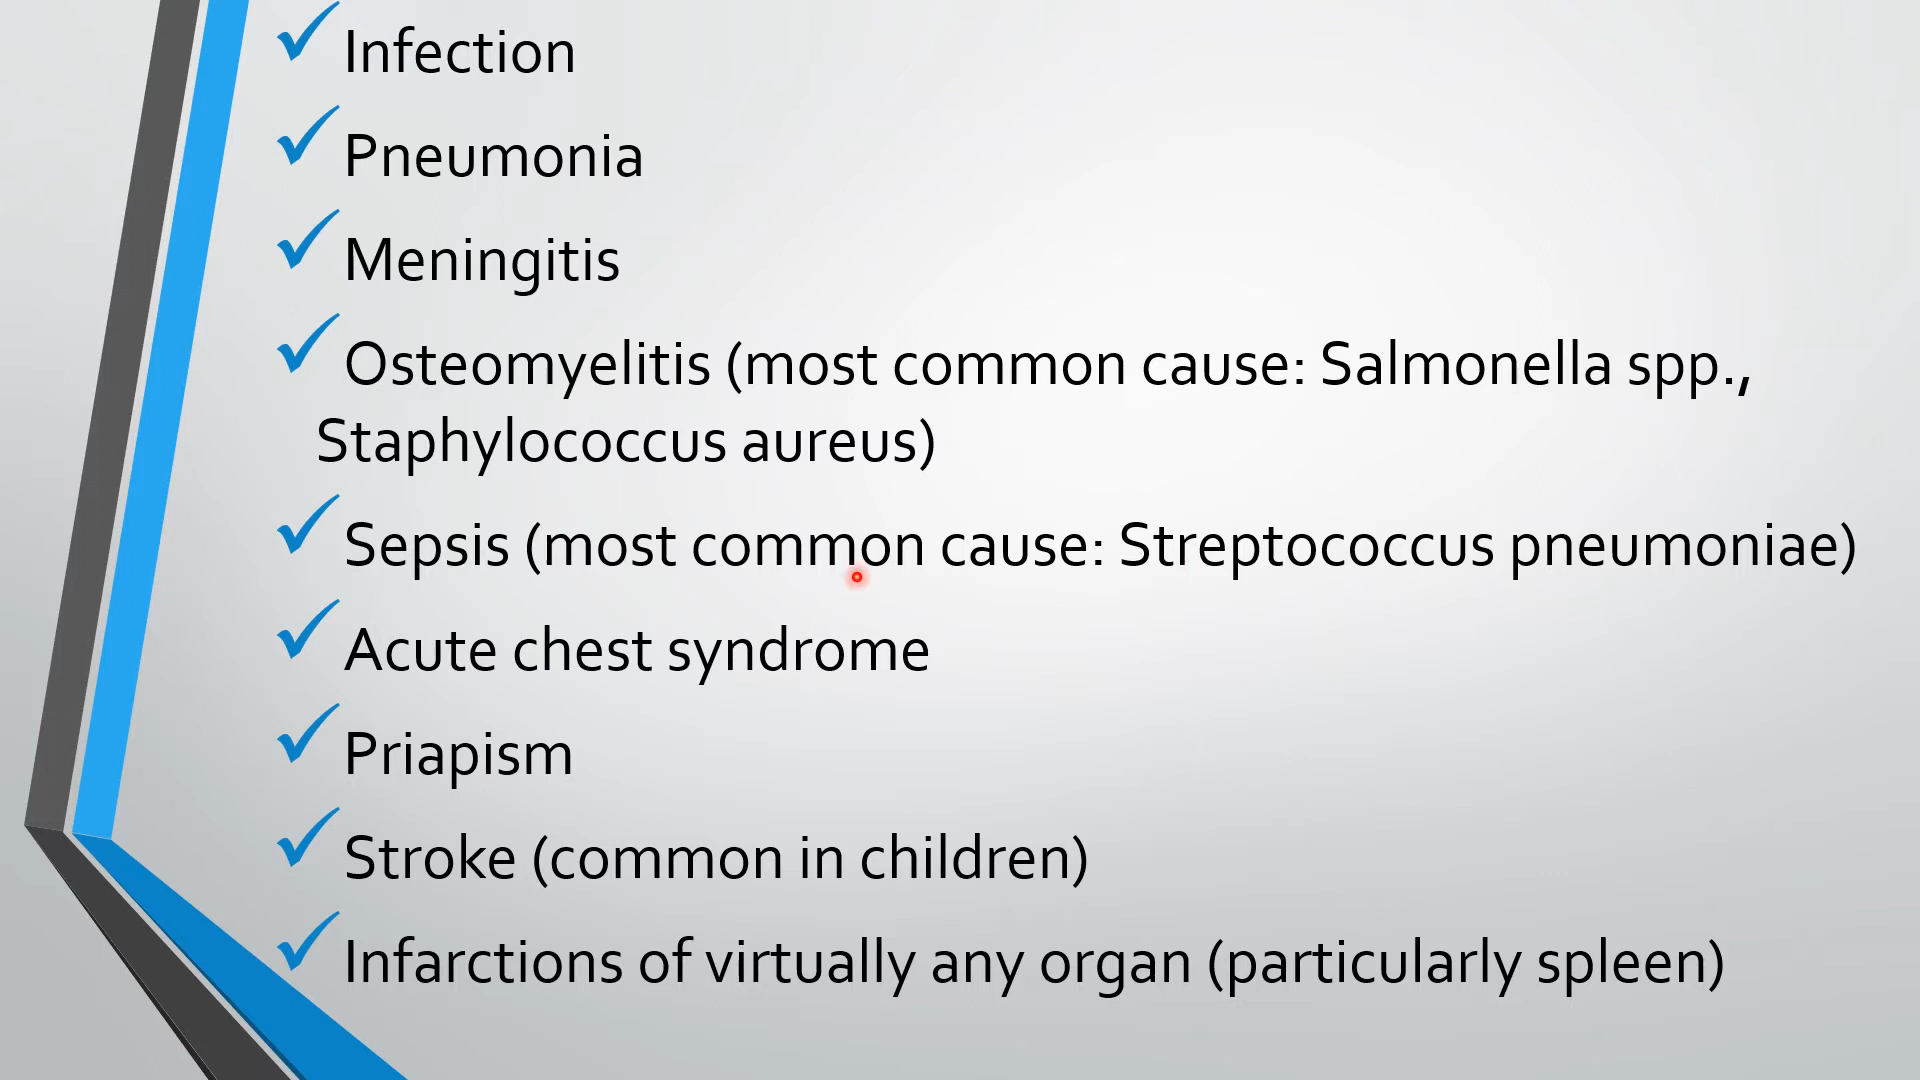 Infection
Pneumonia
Meningitis
Osteomyelitis (most common cause: Salmonella spp.,
Staphylococcus aureus)
Sepsis (most common cause: Streptococcus pneumoniae)
Acute chest syndrome
Priapism
Stroke (common in children)
Infarctions of virtually any organ (particularly spleen)